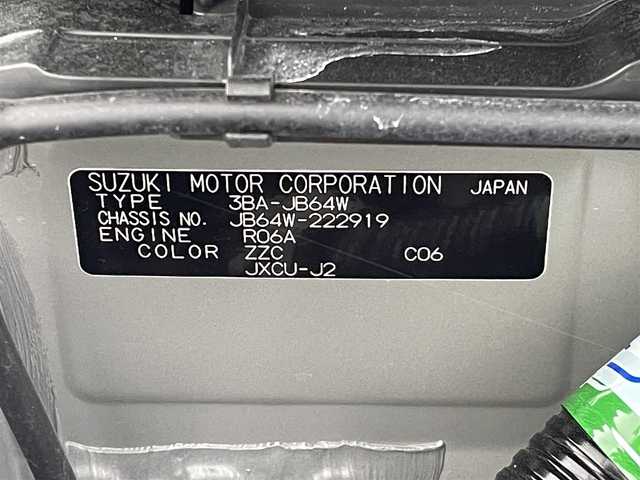 SUZUKI MOTOR CORPORATION JAPAN
TYPE 3BA-JB64W
CHASSIS NO. JB64W-222919
ENGINE R06A
COLOR ZZC C06
JXCU-J2